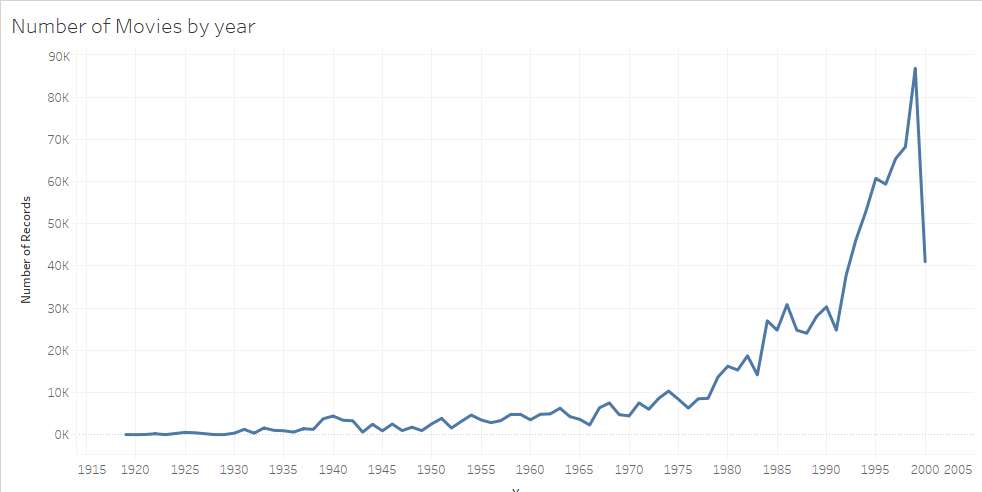 Number of Movies by year
90K
80K
70K
60K
50K
40K
30K
20K
10K
0K
Number of Records
1915 1920 1925 1930 1935 1940 1945 1950 1955 1960 1965 1970 1975 1980 1985 1990 1995 2000 2005